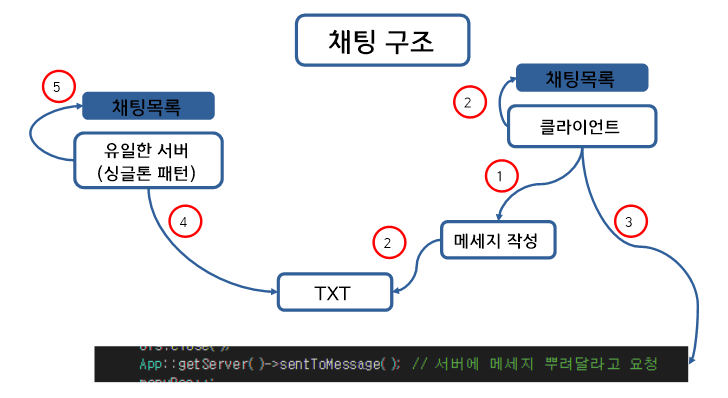 채팅 구조
5
채팅목록
유일한 서버
(싱글톤 패턴)
4
2
채팅목록
클라이언트
1
3
2
메세지 작성
TXT
App::getServer()->sentToMessage(); // 서버에 메세지 뿌려달라고 요청